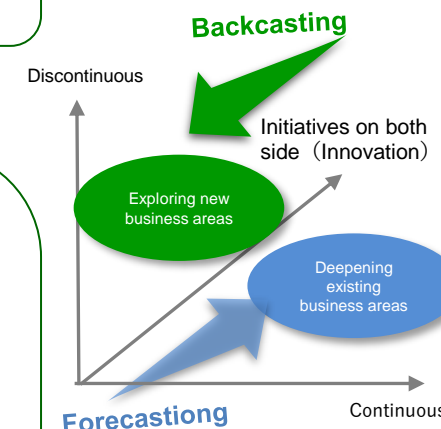 Backcasting
Discontinuous
Initiatives on both
side（Innovation）
Exploring new
business areas
Deepening
existing
business areas
Continuous
Forecastiong